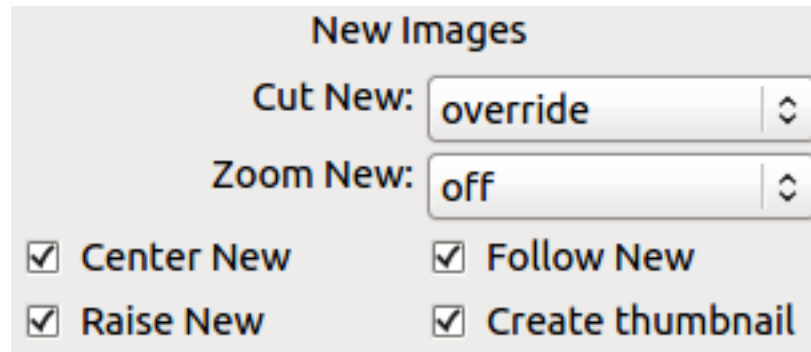 New Images
Cut New: override
Zoom New: off
Center New Follow New
Raise New Create thumbnail